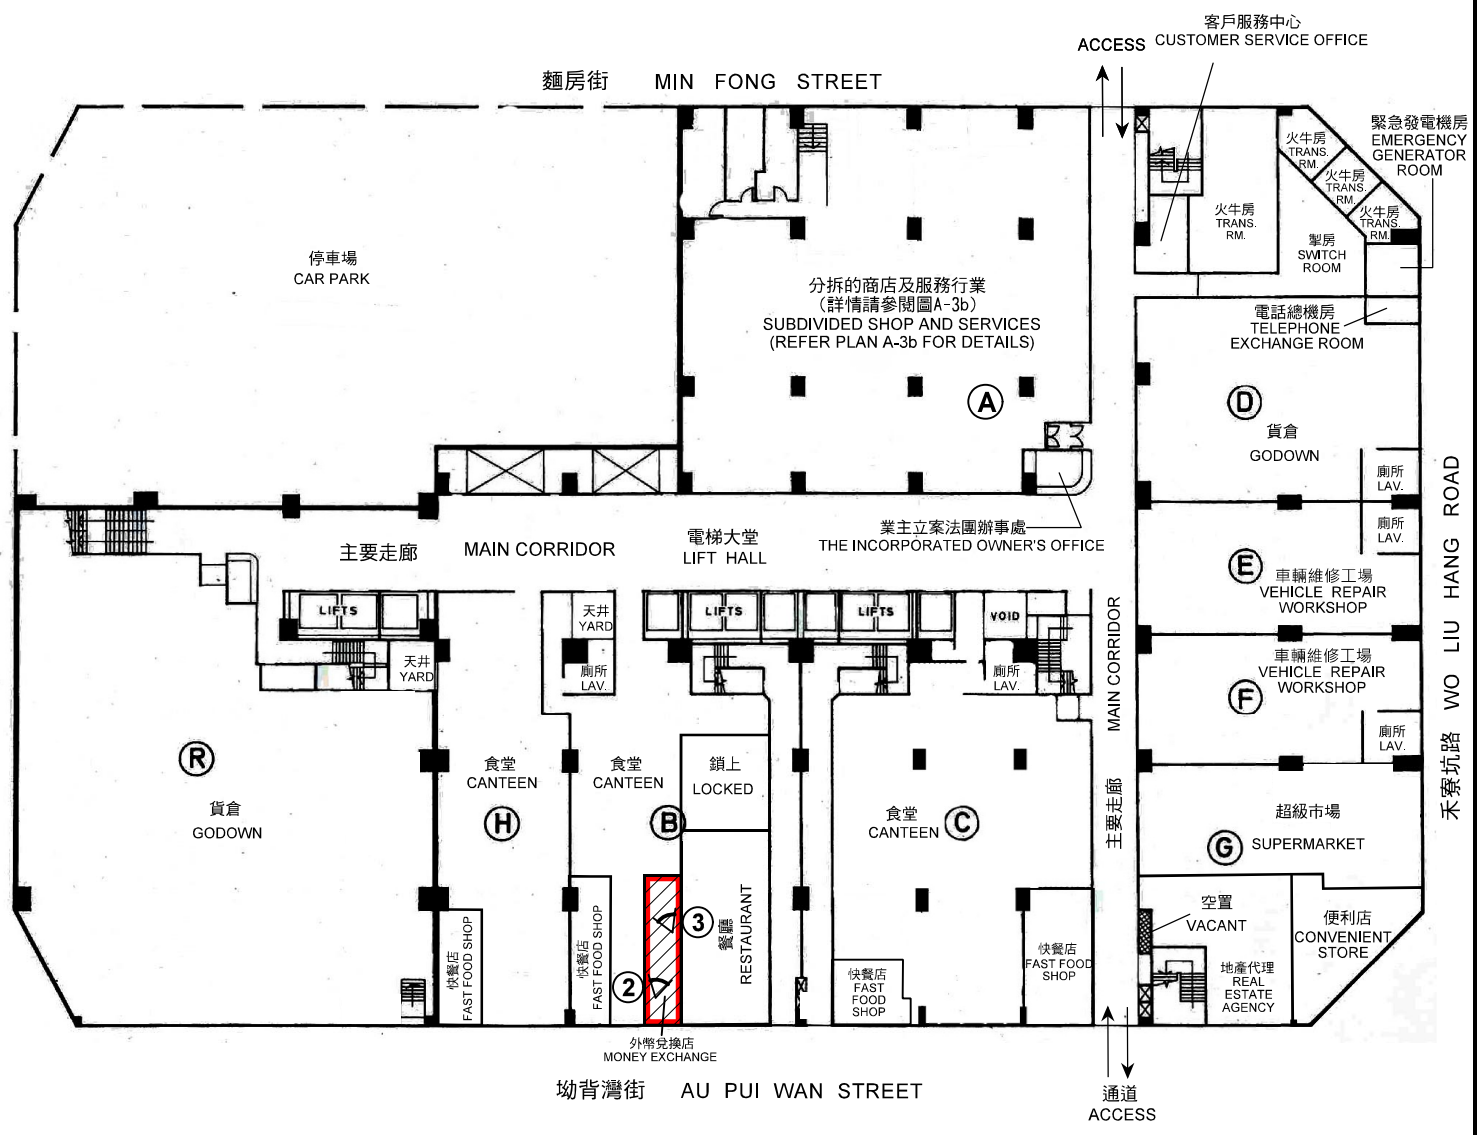 客戶服務中心
CUSTOMER SERVICE OFFICE
ACCESS
麵房街 MIN FONG STREET
緊急發電機房
EMERGENCY
GENERATOR
ROOM
火牛房
TRANS.
RM.
火牛房
TRANS.
RM.
火牛房
TRANS.
RM.
火牛房
TRANS.
RM.
掣房
SWITCH
ROOM
停車場
CAR PARK
分拆的商店及服務行業
(詳情請參閱圖A-3b)
SUBDIVIDED SHOP AND SERVICES
(REFER PLAN A-3b FOR DETAILS)
A
電話總機房
TELEPHONE
EXCHANGE ROOM
D
貨倉
GODOWN
廁所
LAV.
廁所
LAV.
主要走廊 MAIN CORRIDOR
電梯大堂
LIFT HALL
業主立案法團辦事處
THE INCORPORATED OWNER'S OFFICE
E
車輛維修工場
VEHICLE REPAIR
WORKSHOP
禾寮坑路 WO LIU HANG ROAD
LIFTS
天井
YARD
LIFTS
LIFTS
VOID
MAIN CORRIDOR
主要走廊
天井
YARD
廁所
LAV.
廁所
LAV.
車輛維修工場
VEHICLE REPAIR
WORKSHOP
F
廁所
LAV.
R
貨倉
GODOWN
食堂
CANTEEN
H
食堂
CANTEEN
B
鎖上
LOCKED
食堂
CANTEEN
C
超級市場
SUPERMARKET
G
快餐店
FAST FOOD SHOP
快餐店
FAST FOOD SHOP
3
2
餐廳
RESTAURANT
快餐店
FAST
FOOD
SHOP
快餐店
FAST FOOD
SHOP
空置
VACANT
地產代理
REAL
ESTATE
AGENCY
便利店
CONVENIENT
STORE
外幣兌換店
MONEY EXCHANGE
坳背灣街 AU PUI WAN STREET
通道
ACCESS